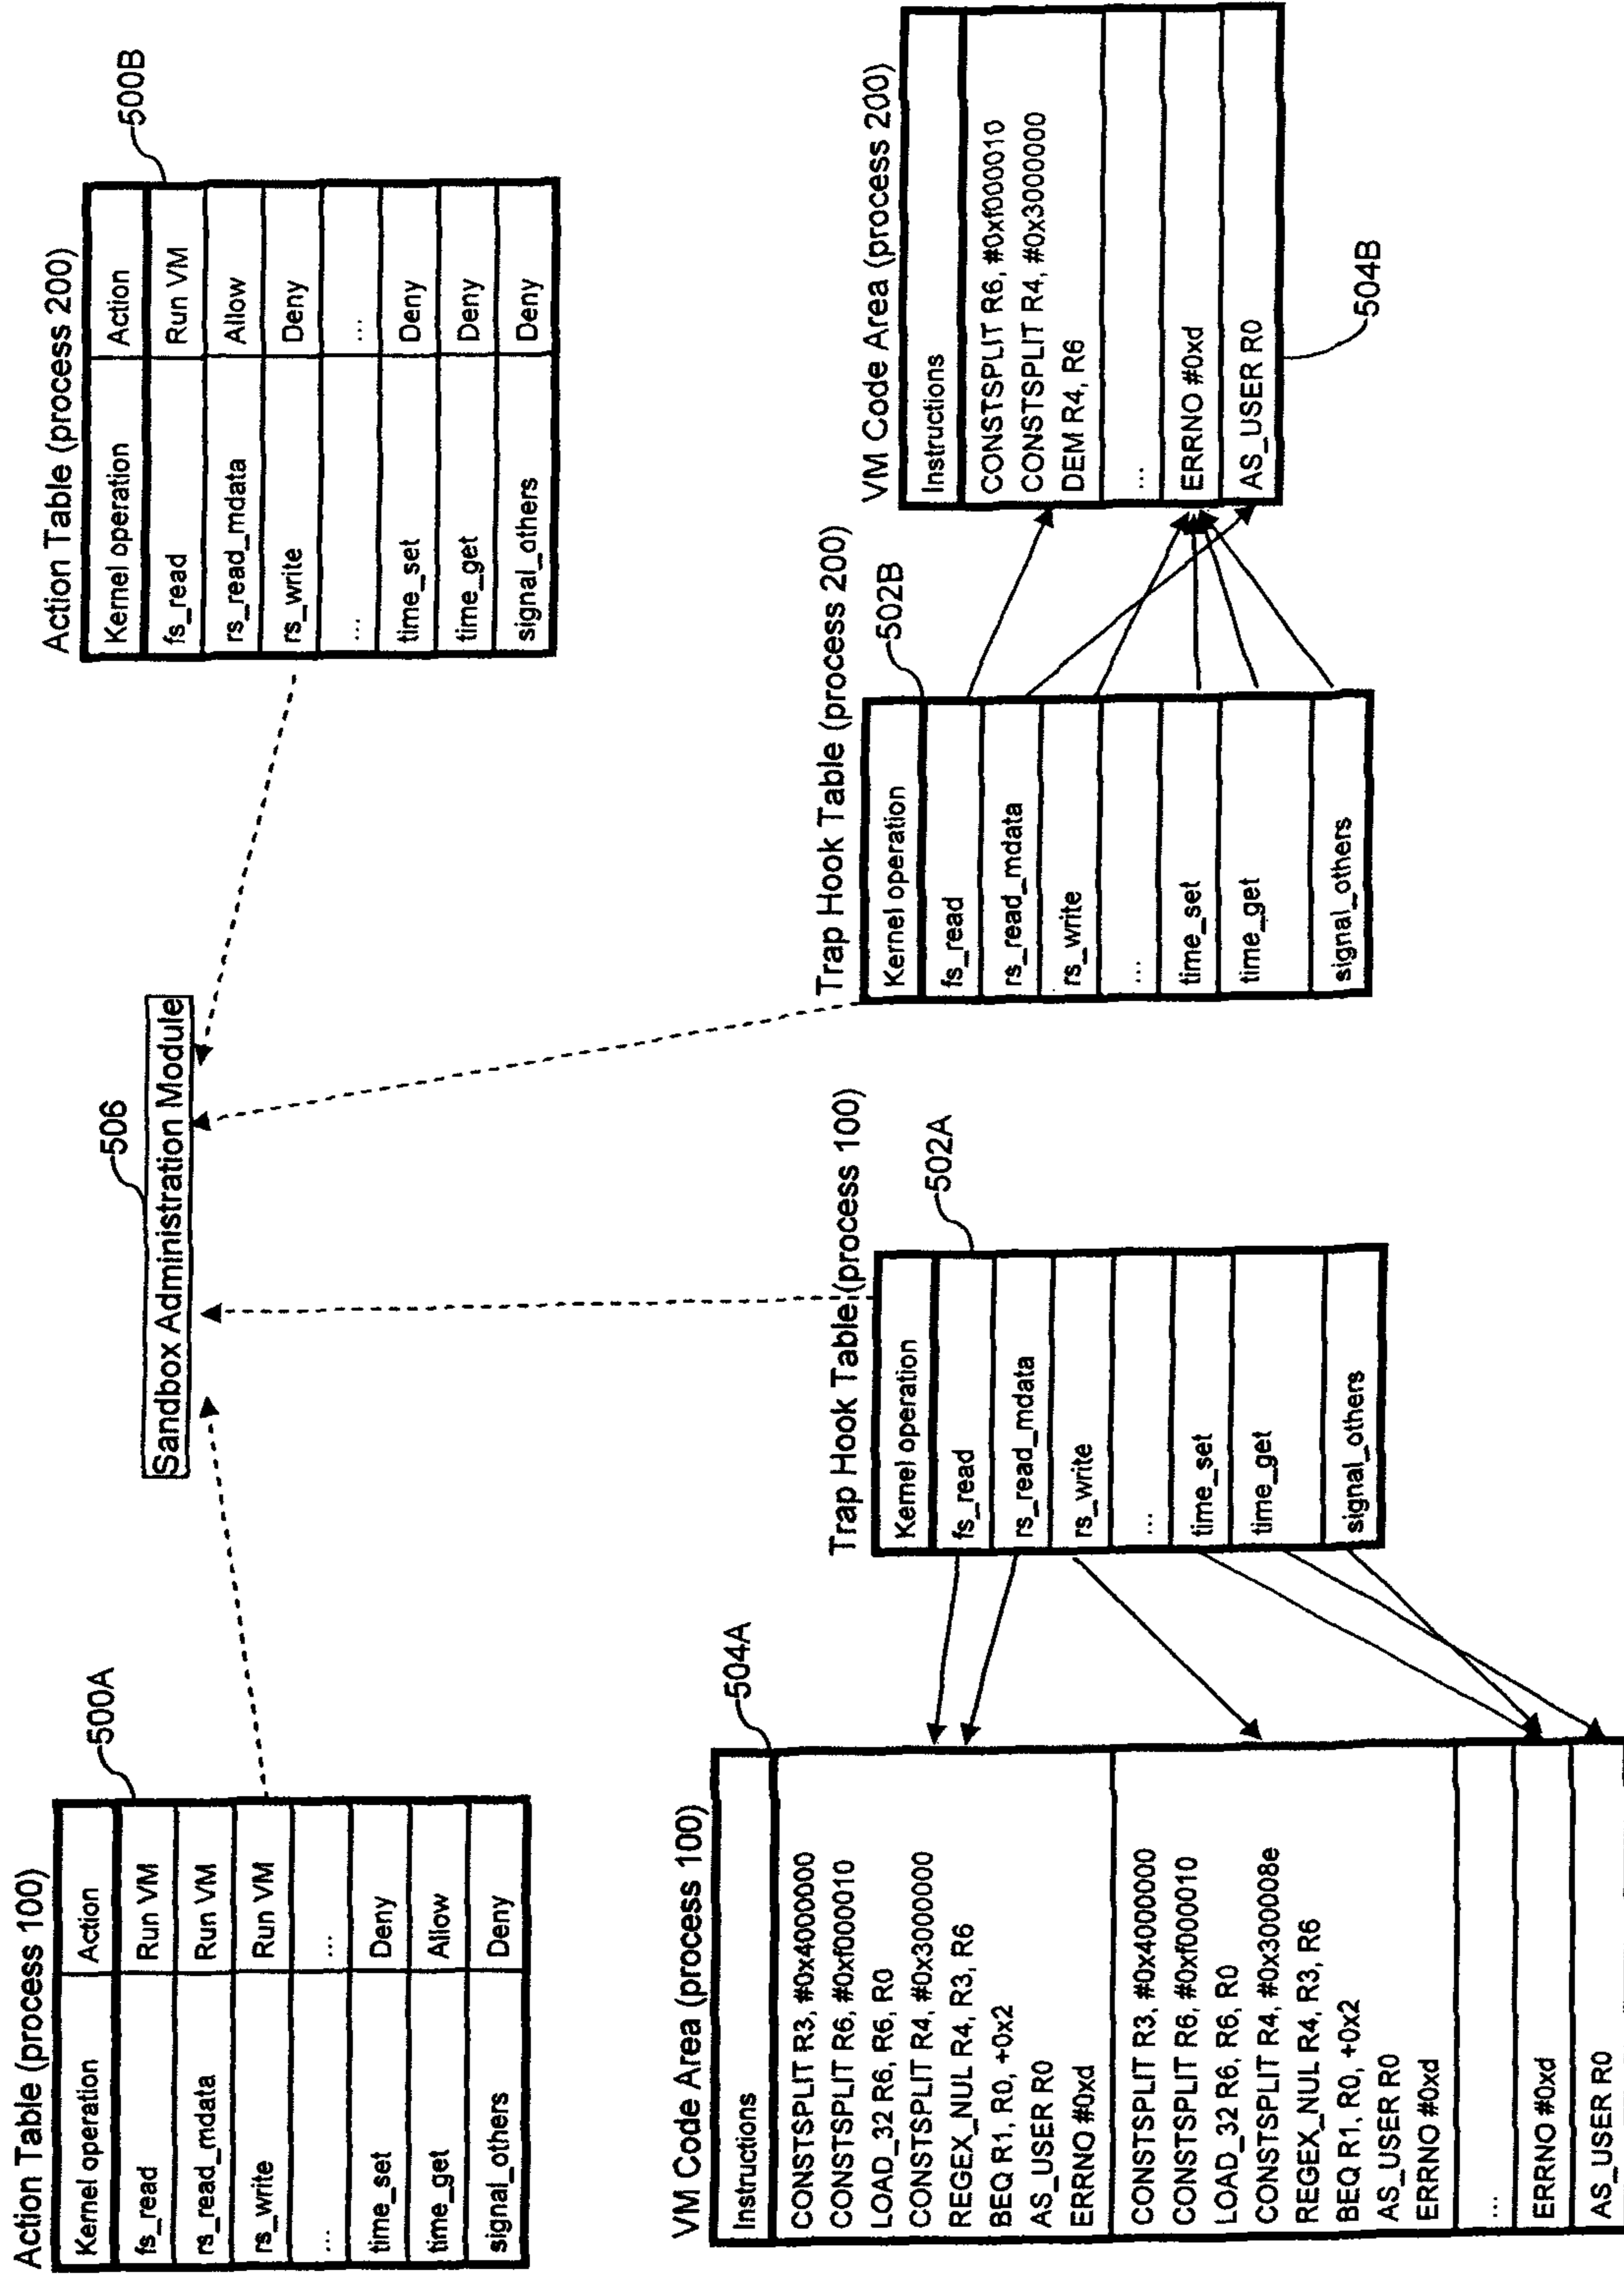 Action Table (process 100)
500A
Kernel operation Action
fs_read Run VM
rs_read_mdata Run VM
rs_write Run VM
... ...
time_set Deny
time_get Allow
signal_others Deny
506
Sandbox Administration Module
Action Table (process 200)
500B
Kernel operation Action
fs_read Run VM
rs_read_mdata Allow
rs_write Deny
... ...
time_set Deny
time_get Deny
signal_others Deny
VM Code Area (process 100)
504A
Instructions
CONSTSPLIT R3, #0x4000000
CONSTSPLIT R6, #0xf000010
LOAD_32 R6, R6, R0
CONSTSPLIT R4, #0x3000000
REGEX_NUL R4, R3, R6
BEQ R1, R0, +0x2
AS_USER R0
ERRNO #0xd
CONSTSPLIT R3, #0x4000000
CONSTSPLIT R6, #0xf000010
LOAD_32 R6, R6, R0
CONSTSPLIT R4, #0x300008e
REGEX_NUL R4, R3, R6
BEQ R1, R0, +0x2
AS_USER R0
ERRNO #0xd
...
ERRNO #0xd
AS_USER R0
Trap Hook Table (process 100)
502A
Kernel operation
fs_read
rs_read_mdata
rs_write
...
time_set
time_get
signal_others
Trap Hook Table (process 200)
502B
Kernel operation
fs_read
rs_read_mdata
rs_write
...
time_set
time_get
signal_others
VM Code Area (process 200)
Instructions
CONSTSPLIT R6, #0xf000010
CONSTSPLIT R4, #0x3000000
DEM R4, R6
...
ERRNO #0xd
AS_USER R0
504B